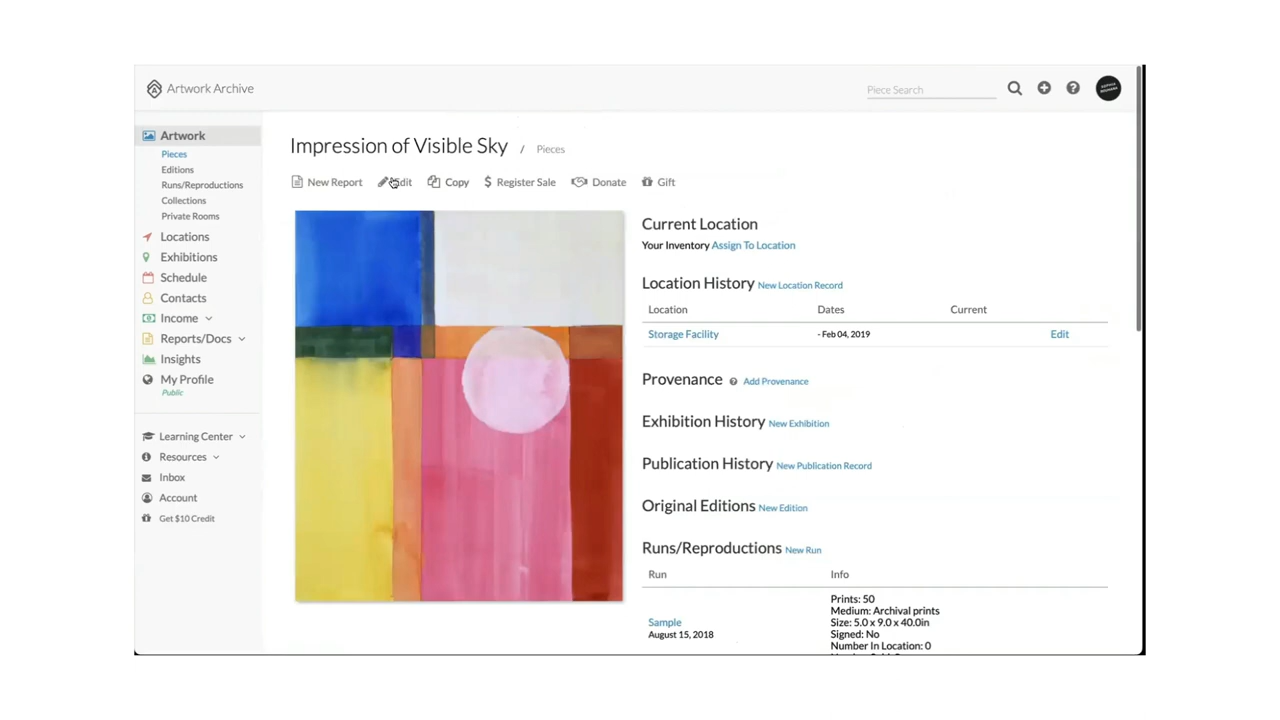 Artwork Archive
Piece Search
Artwork
Pieces
Editions
Runs/Reproductions
Collections
Private Rooms
Locations
Exhibitions
Schedule
Contacts
Income
Reports/Docs
Insights
My Profile
Public
Learning Center
Resources
Inbox
Account
Get $10 Credit
Impression of Visible Sky / Pieces
New Report Edit Copy $ Register Sale Donate Gift
Current Location
Your Inventory Assign To Location
Location History New Location Record
Location Dates Current
Storage Facility - Feb 04, 2019 Edit
Provenance Add Provenance
Exhibition History New Exhibition
Publication History New Publication Record
Original Editions New Edition
Runs/Reproductions New Run
Run Info
Prints: 50
Medium: Archival prints
Size: 5.0 x 9.0 x 40.0in
Signed: No
Number In Location: 0
Sample
August 15, 2018